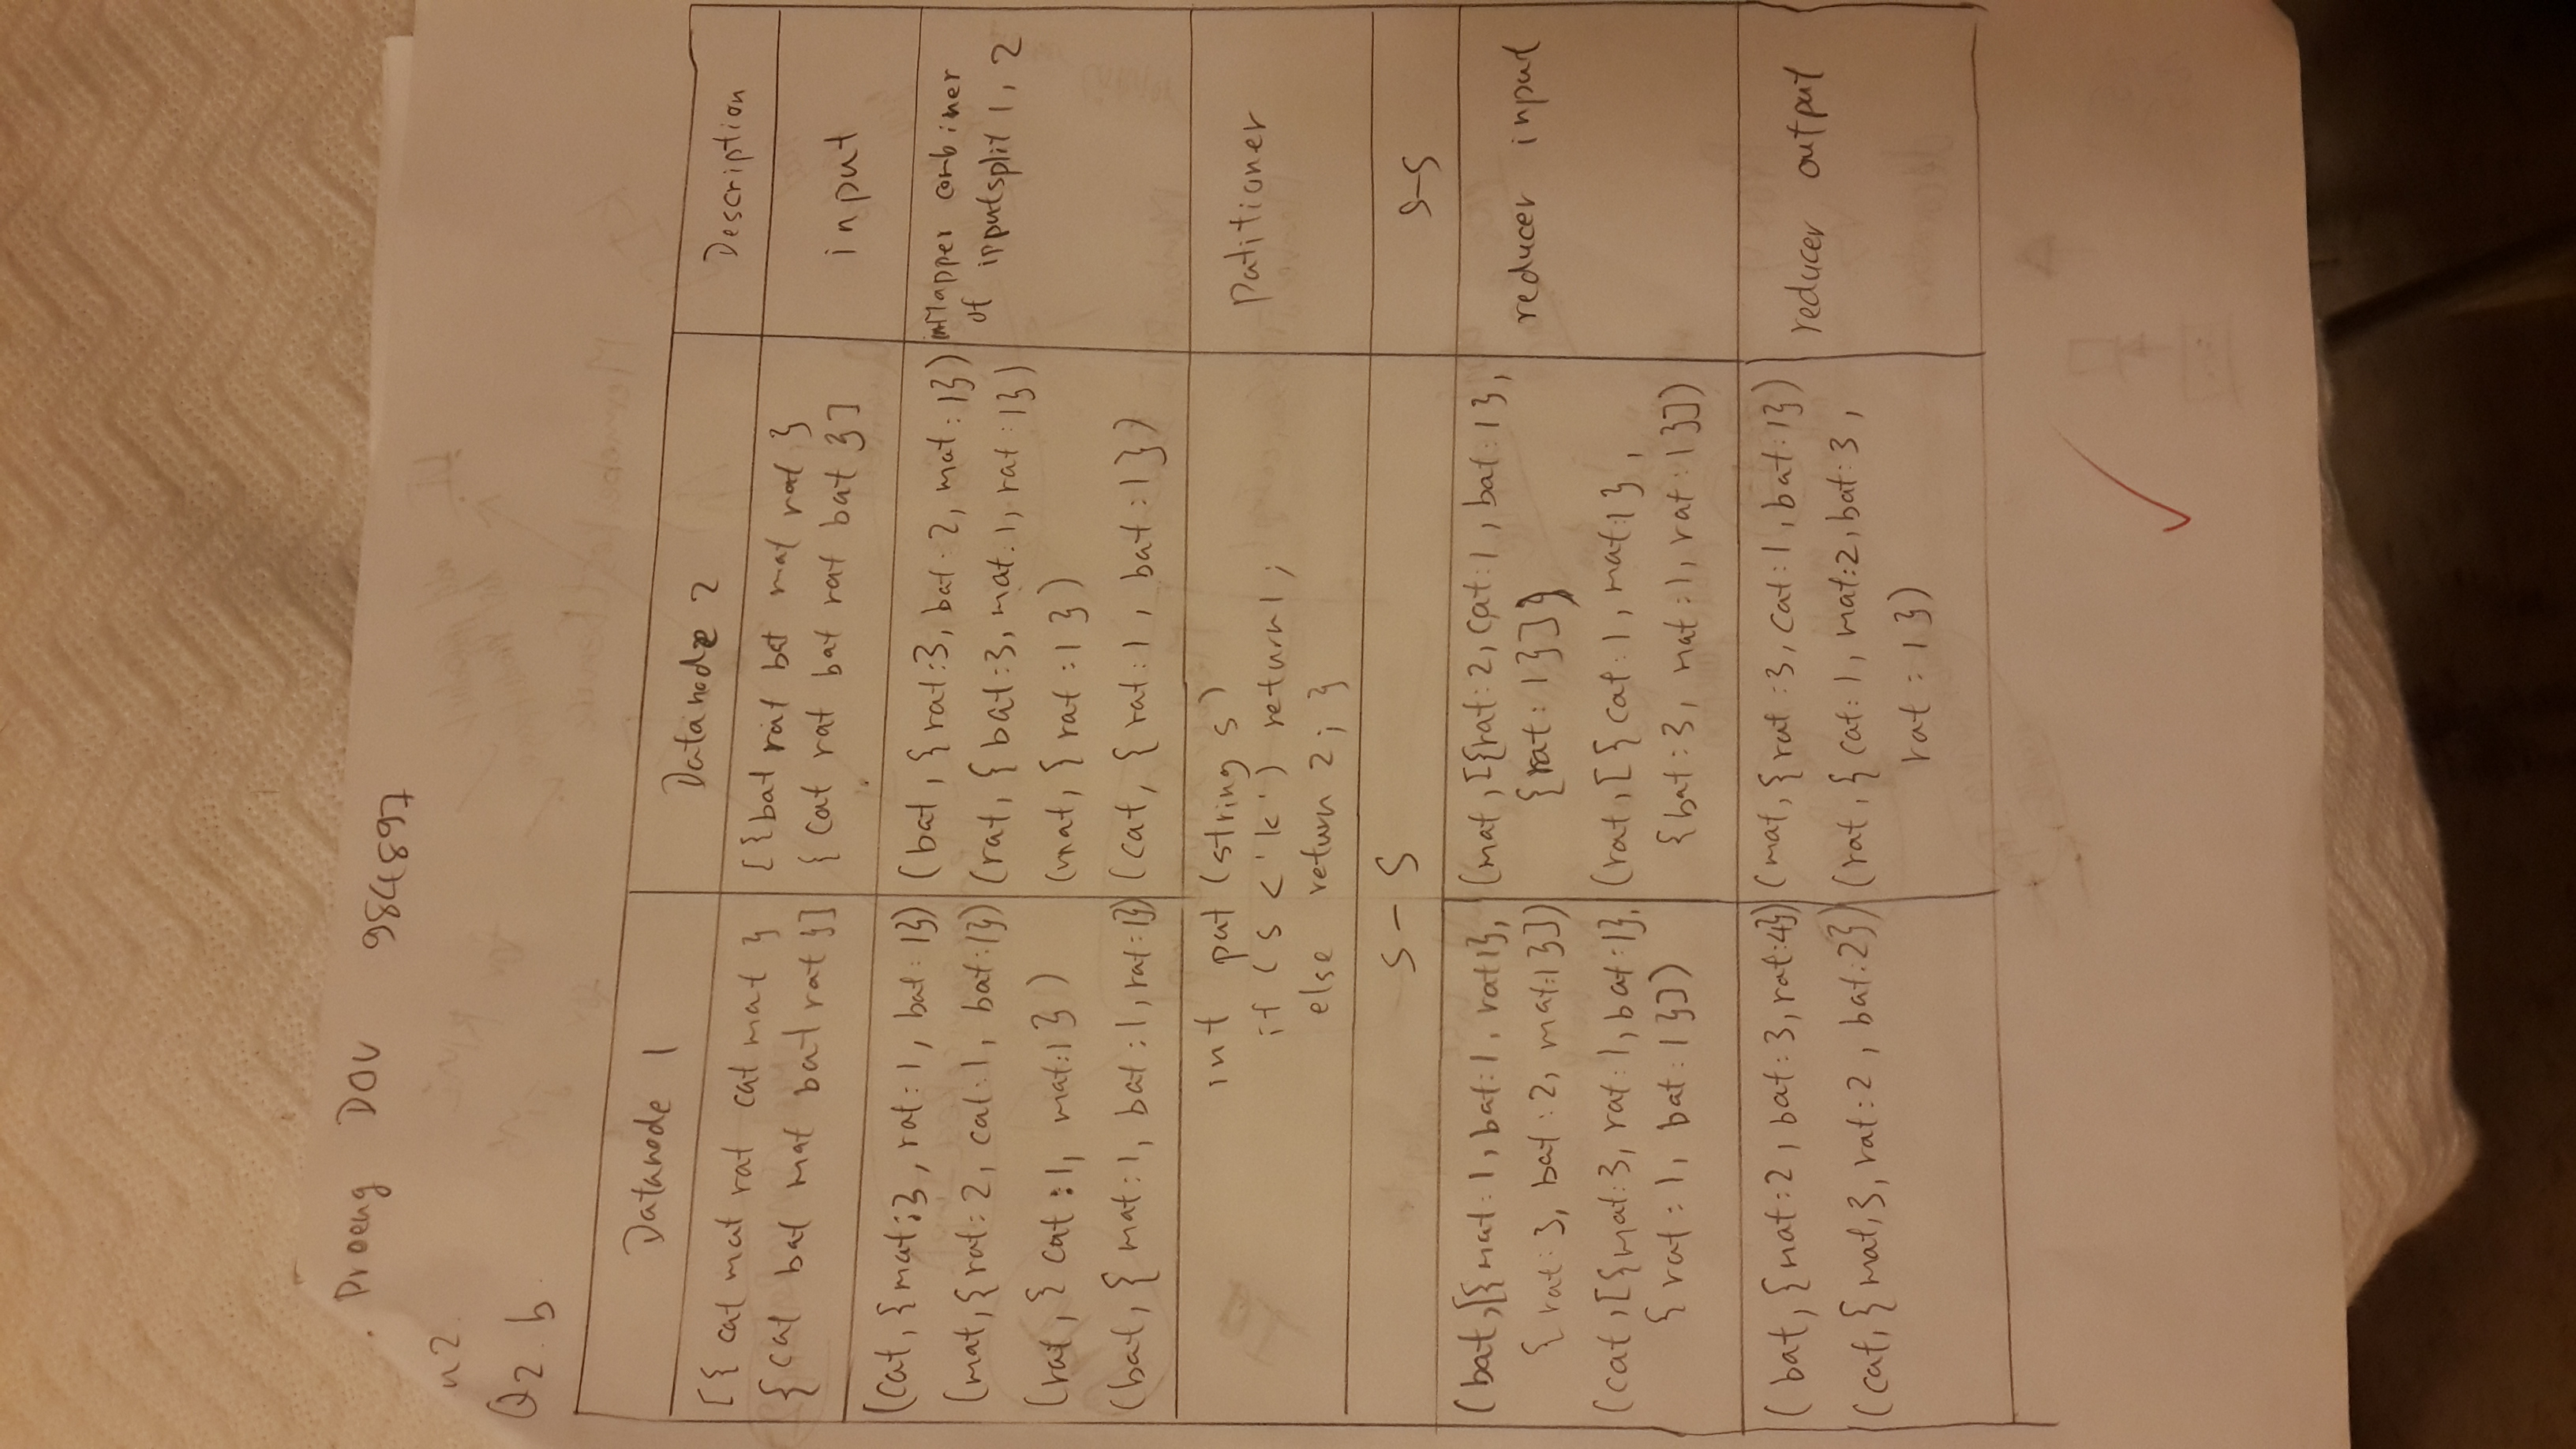 Proeung DOV 984897
n2.
Q2. b.
Datanode 1
Datanode 2
Description
[{ cat mat rat cat mat }
{ cat bat mat bat rat }]
[{bat rat bat mat rat }
{ cat rat bat rat bat }]
input
(cat, {mat:3, rat:1, bat:1})
(mat, {rat:2, cat:1, bat:1})
(rat, { cat:1, mat:1 })
(bat, { mat:1, bat:1, rat:1})
(bat, { rat:3, bat:2, mat:1})
(rat, { bat:3, mat:1, rat:1})
(mat, { rat:1 })
(cat, { rat:1, bat:1 })
inMapper combiner
of inputsplit 1, 2
int put (string s)
if ( s < 'k' ) return 1;
else return 2; }
Patitioner
S - S
S-S
(bat,[{mat:1, bat:1, rat1},
{ rat:3, bat:2, mat:1}])
(cat,[{mat:3, rat:1, bat:1},
{ rat:1, bat:1}])
(mat,[{rat:2, cat:1, bat:1},
{rat:1}])
(rat,[{ cat:1, mat:1},
{bat:3, mat:1, rat:1}])
reducer input
( bat, {mat:2, bat:3, rat:4})
(cat, { mat,3, rat:2, bat:2})
(mat, {rat:3, cat:1, bat:1})
(rat, { cat:1, mat:2, bat:3,
rat:1})
reducer output